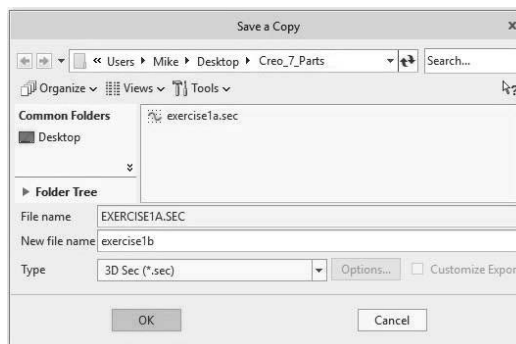 Save a Copy
« Users Mike Desktop Creo_7_Parts Search...
Organize Views Tools
Common Folders
exercise1a.sec
Desktop
Folder Tree
File name EXERCISE1A.SEC
New file name exercise1b
Type 3D Sec (*.sec) Options... Customize Export
OK Cancel